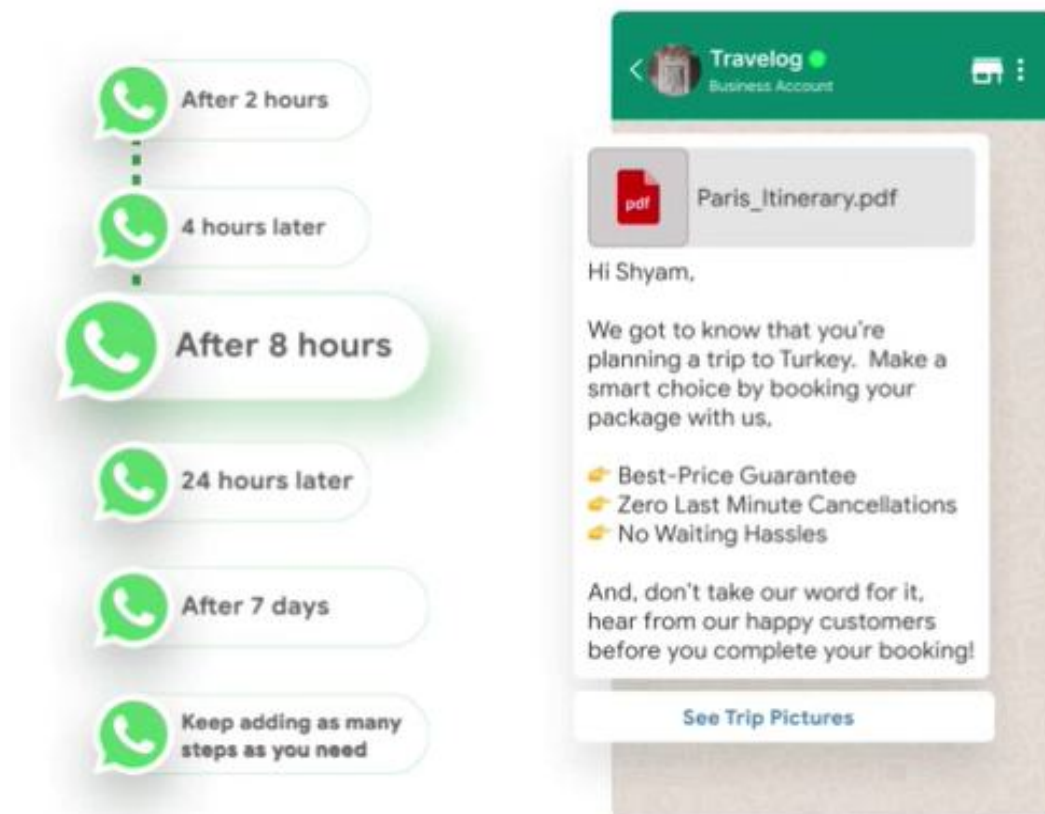 After 2 hours
4 hours later
After 8 hours
24 hours later
After 7 days
Keep adding as many
steps as you need
Travelog
Business Account
pdf
Paris_Itinerary.pdf
Hi Shyam,
We got to know that you're
planning a trip to Turkey. Make a
smart choice by booking your
package with us,
👉 Best-Price Guarantee
👉 Zero Last Minute Cancellations
👉 No Waiting Hassles
And, don't take our word for it,
hear from our happy customers
before you complete your booking!
See Trip Pictures